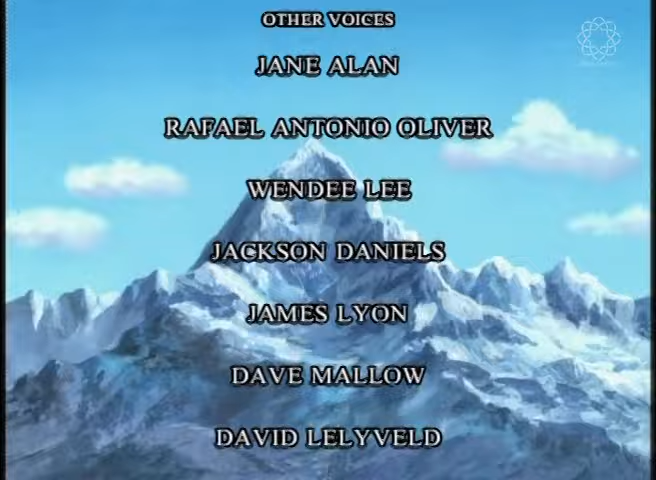 OTHER VOICES
JANE ALAN
RAFAEL ANTONIO OLIVER
WENDEE LEE
JACKSON DANIELS
JAMES LYON
DAVE MALLOW
DAVID LELYVELD